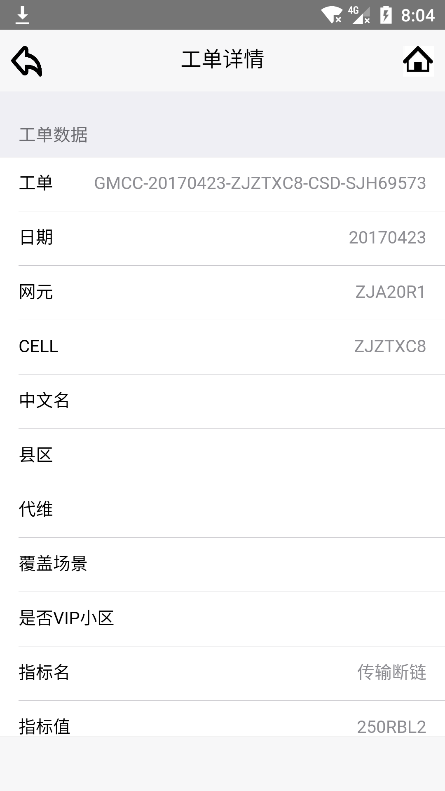 4G 8:04
工单详情
工单数据
工单 GMCC-20170423-ZJZTXC8-CSD-SJH69573
日期 20170423
网元 ZJA20R1
CELL ZJZTXC8
中文名
县区
代维
覆盖场景
是否VIP小区
指标名 传输断链
指标值 250RBL2